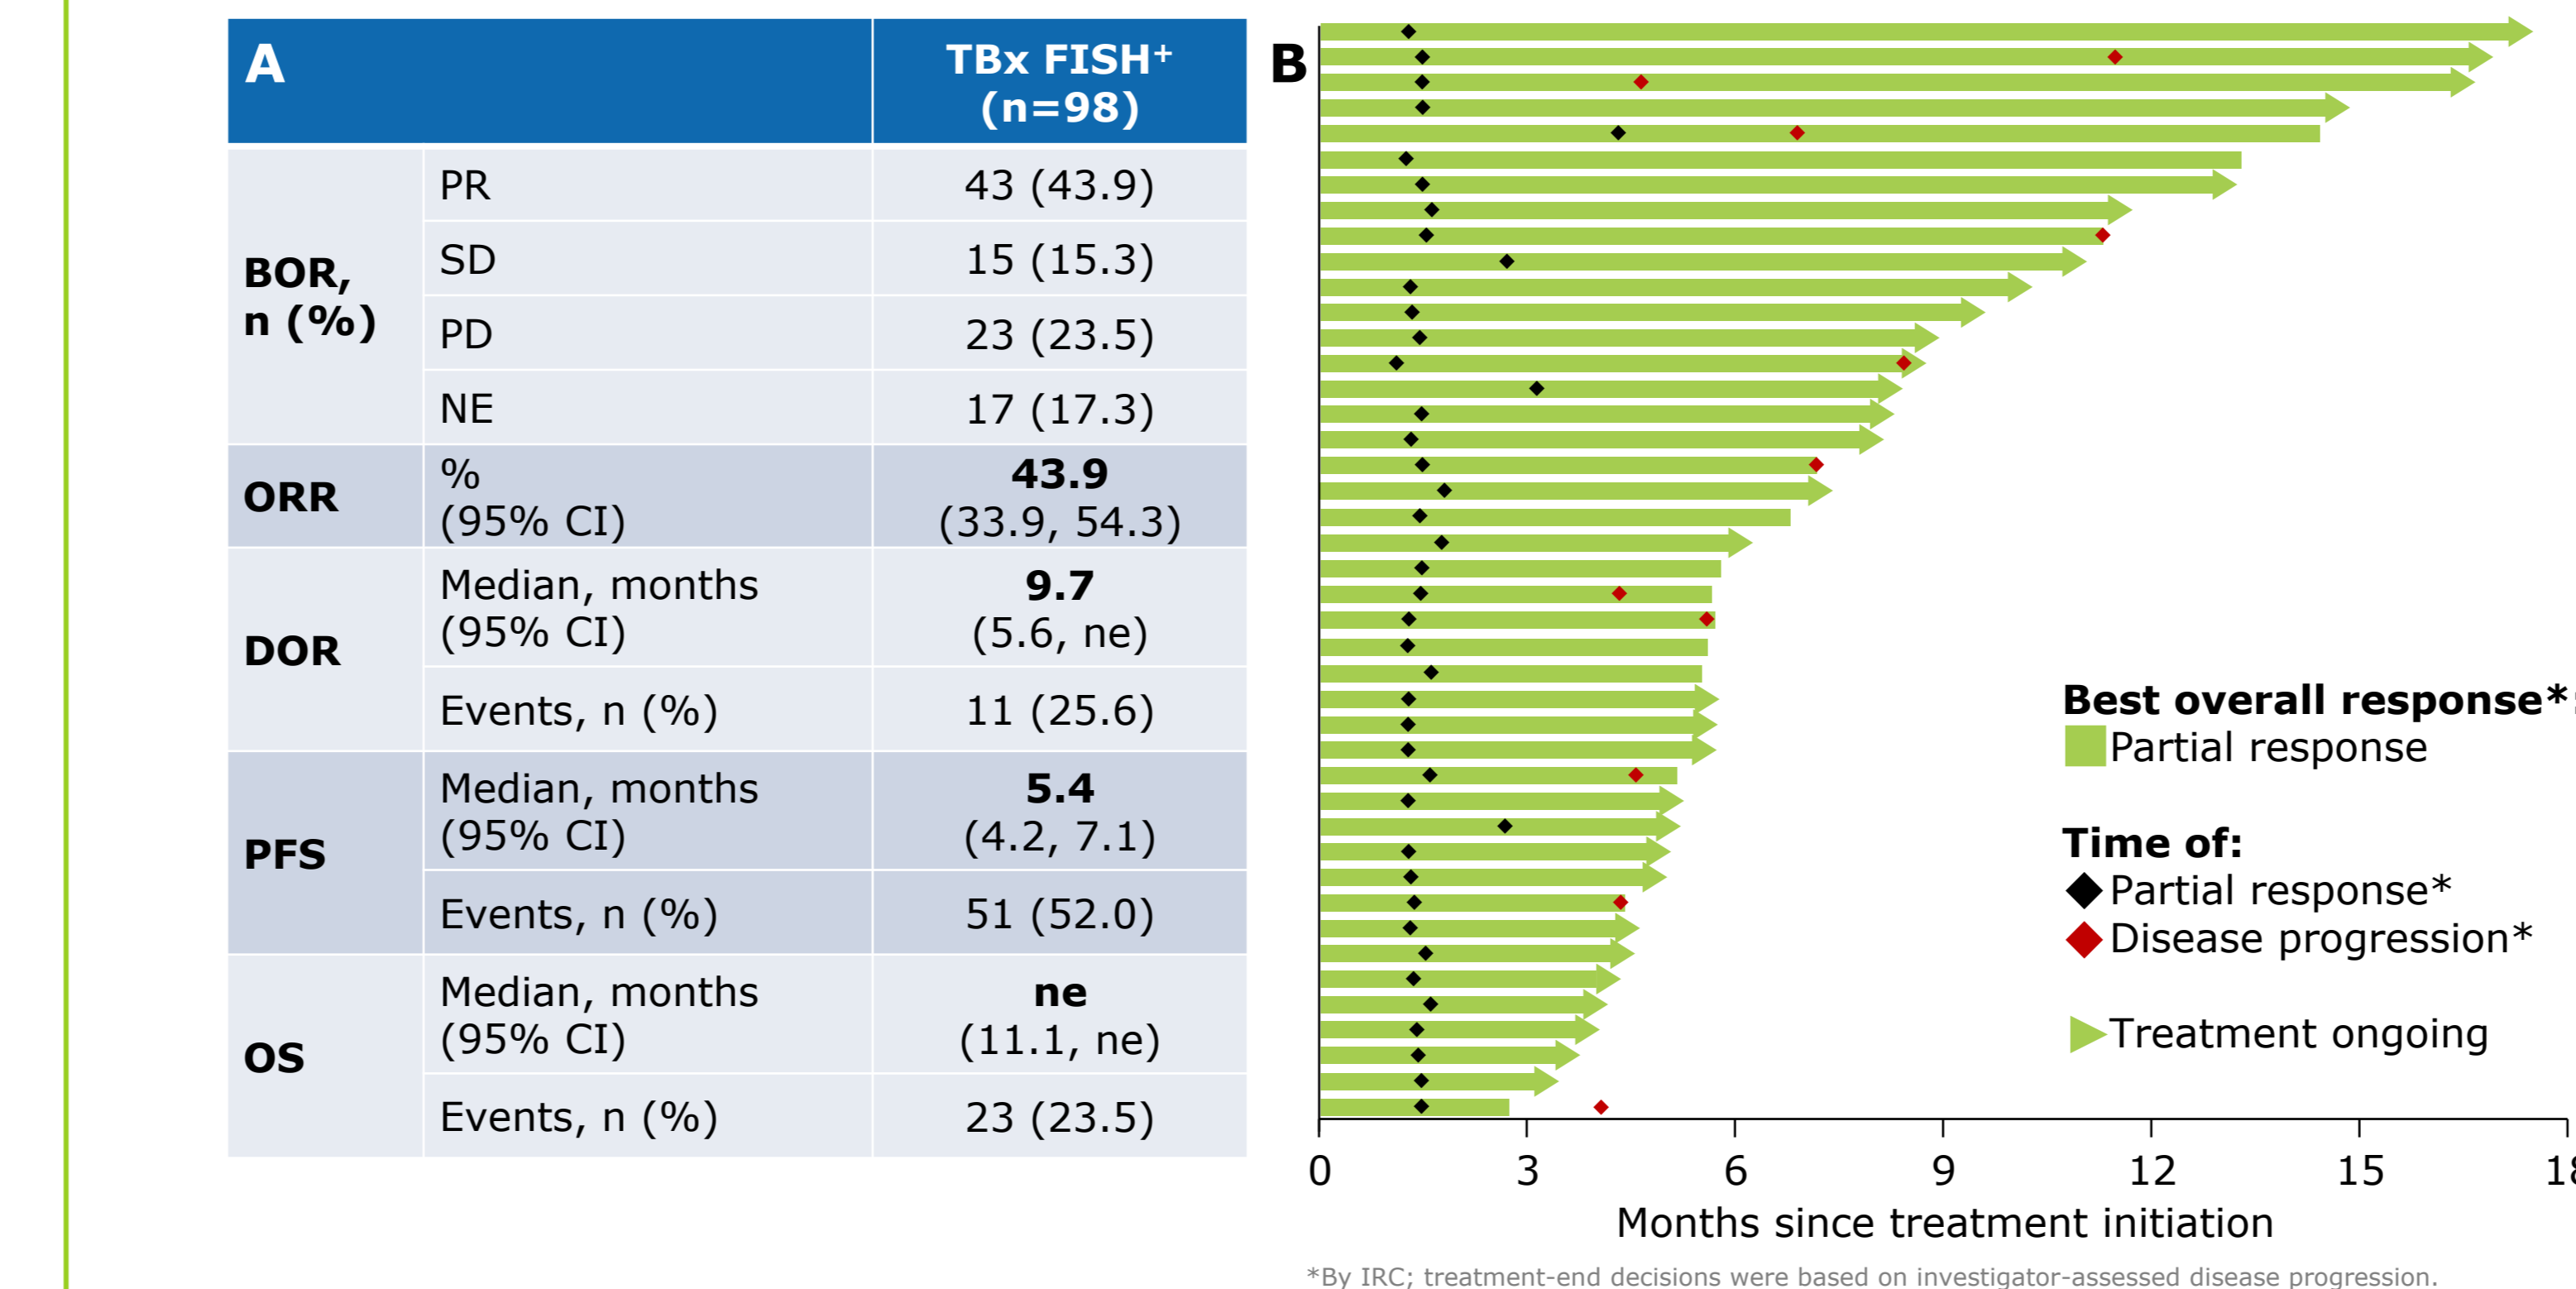 A
TBx FISH⁺
(n=98)
BOR,
n (%)
PR
43 (43.9)
SD
15 (15.3)
PD
23 (23.5)
NE
17 (17.3)
ORR
%
(95% CI)
43.9
(33.9, 54.3)
DOR
Median, months
(95% CI)
9.7
(5.6, ne)
Events, n (%)
11 (25.6)
PFS
Median, months
(95% CI)
5.4
(4.2, 7.1)
Events, n (%)
51 (52.0)
OS
Median, months
(95% CI)
ne
(11.1, ne)
Events, n (%)
23 (23.5)
B
Best overall response*:
Partial response
Time of:
Partial response*
Disease progression*
Treatment ongoing
0 3 6 9 12 15 18
Months since treatment initiation
*By IRC; treatment-end decisions were based on investigator-assessed disease progression.